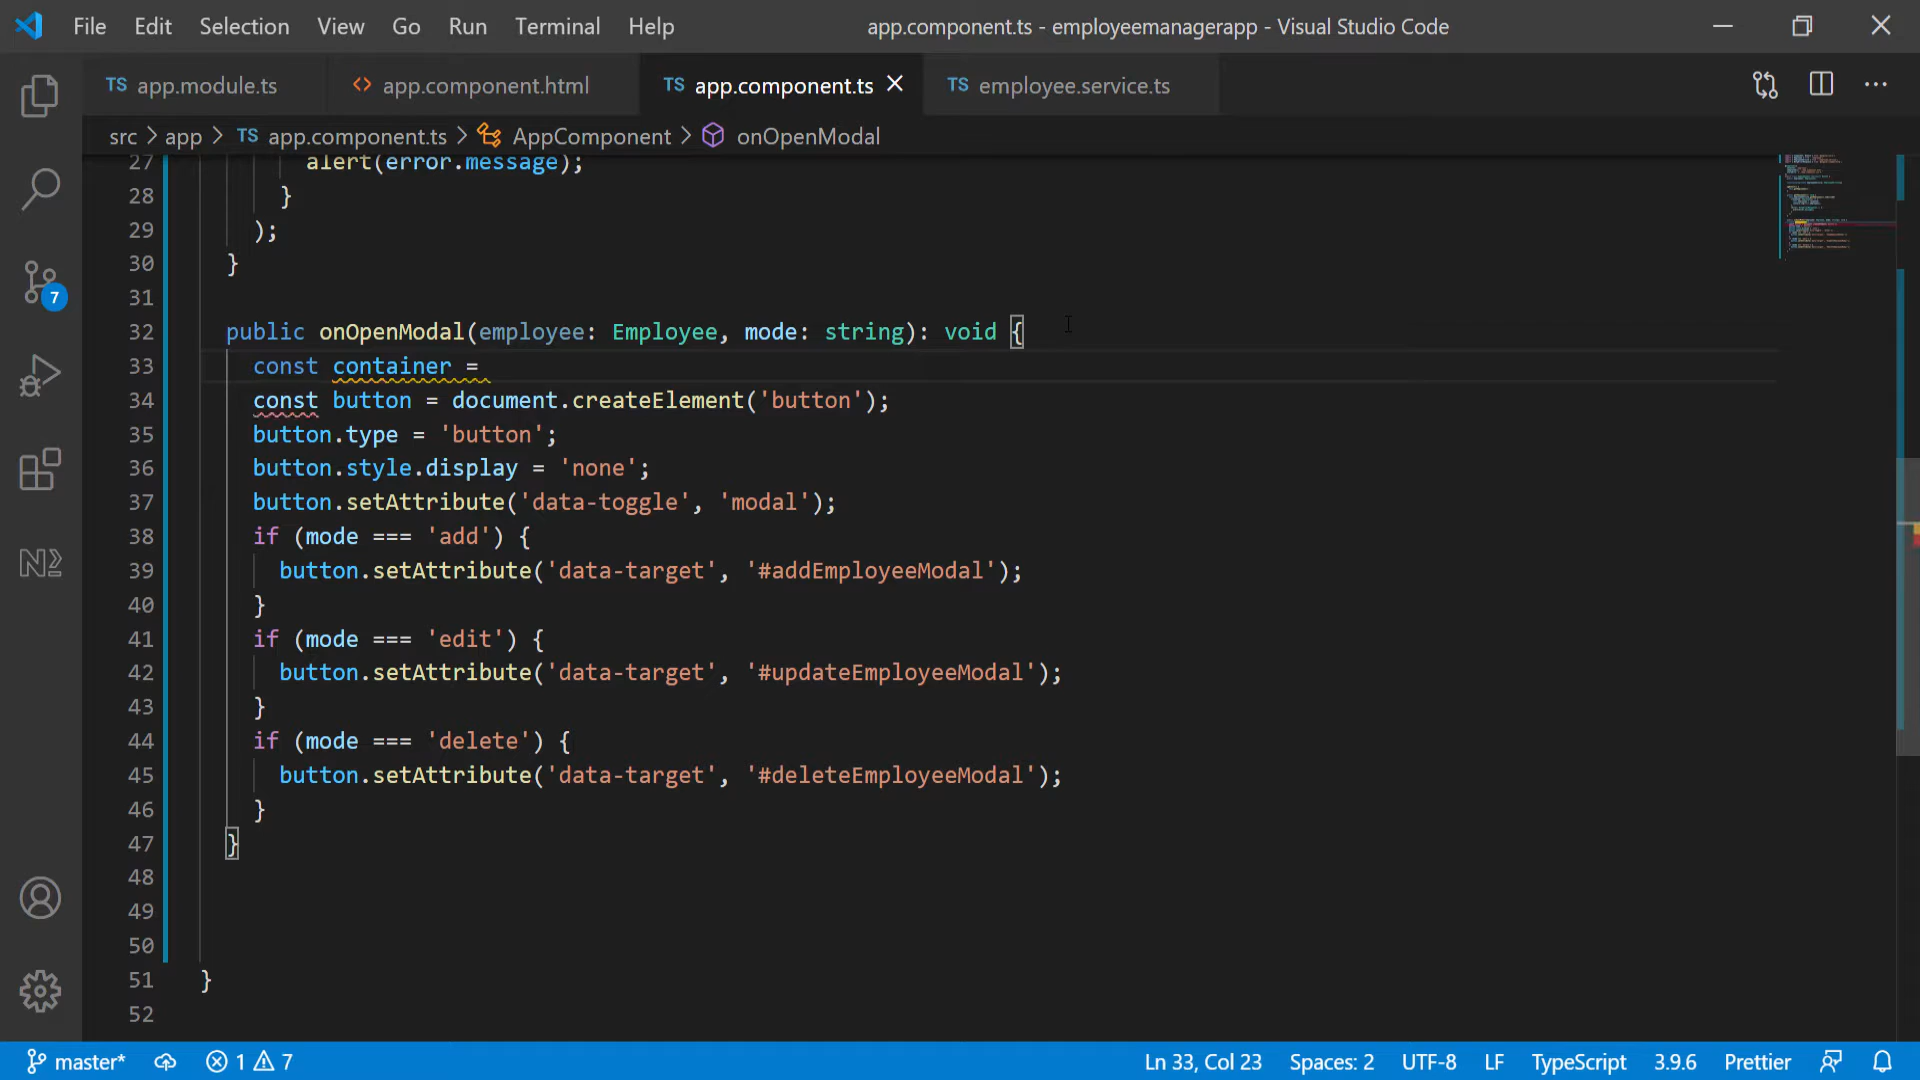 File Edit Selection View Go Run Terminal Help app.component.ts - employeemanagerapp - Visual Studio Code
TS app.module.ts <> app.component.html TS app.component.ts TS employee.service.ts
src > app > TS app.component.ts > AppComponent > onOpenModal
27 alert(error.message);
28 }
29 );
30 }
31
32 public onOpenModal(employee: Employee, mode: string): void {
33 const container =
34 const button = document.createElement('button');
35 button.type = 'button';
36 button.style.display = 'none';
37 button.setAttribute('data-toggle', 'modal');
38 if (mode === 'add') {
39 button.setAttribute('data-target', '#addEmployeeModal');
40 }
41 if (mode === 'edit') {
42 button.setAttribute('data-target', '#updateEmployeeModal');
43 }
44 if (mode === 'delete') {
45 button.setAttribute('data-target', '#deleteEmployeeModal');
46 }
47 }
48
49
50
51 }
52
7
master* 1 7 Ln 33, Col 23 Spaces: 2 UTF-8 LF TypeScript 3.9.6 Prettier